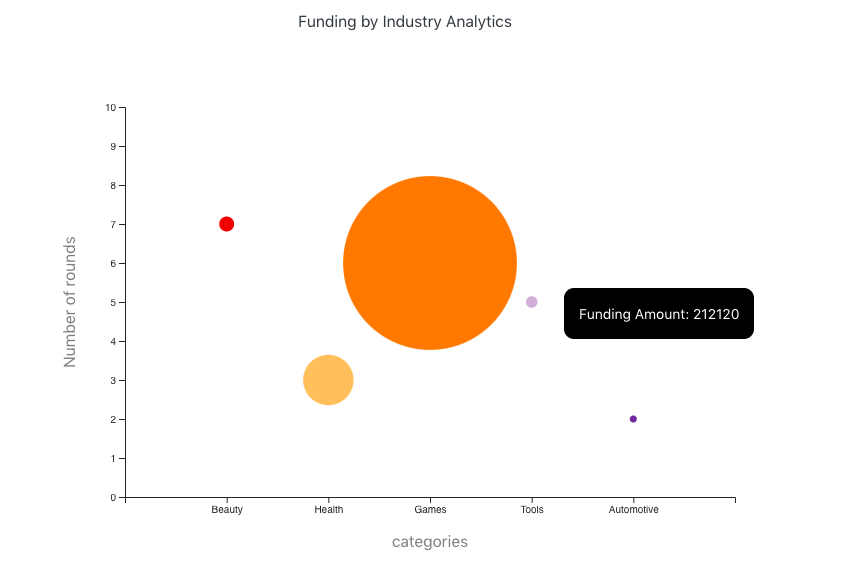 Funding by Industry Analytics
10
9
8
7
6
5
4
3
2
1
0
Number of rounds
Funding Amount: 212120
Beauty Health Games Tools Automotive
categories